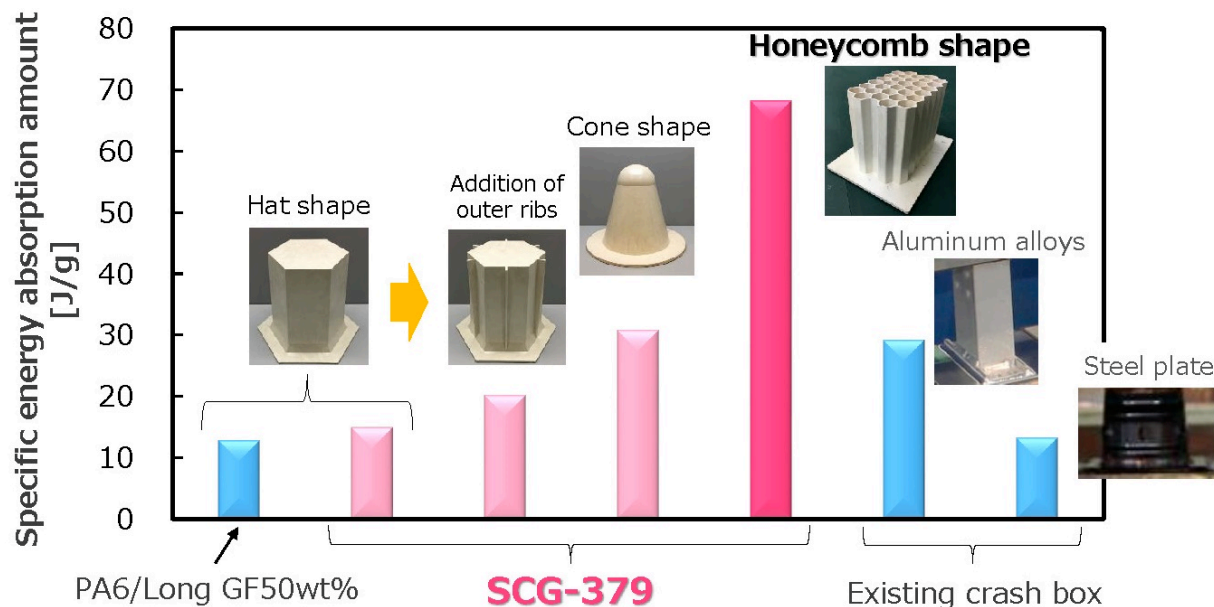 Specific energy absorption amount
[J/g]
80
70
60
50
40
30
20
10
0
Hat shape
Addition of
outer ribs
Cone shape
Honeycomb shape
Aluminum alloys
Steel plate
PA6/Long GF50wt%
SCG-379
Existing crash box